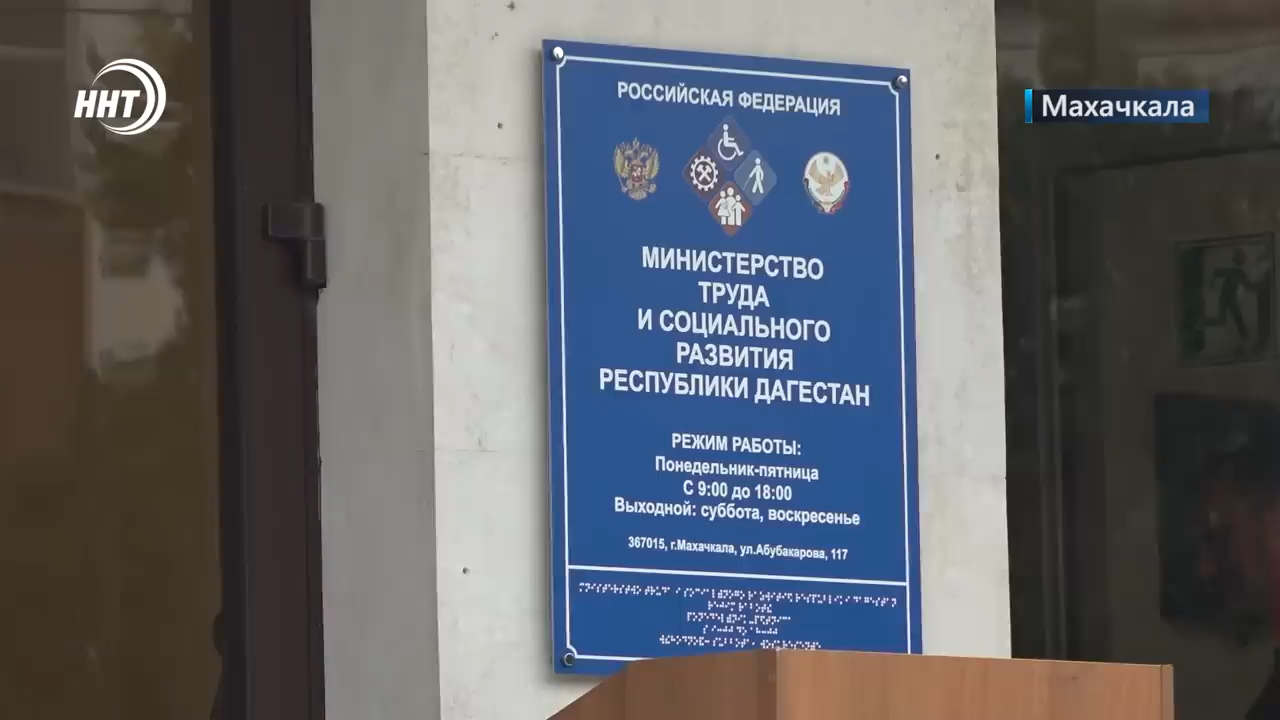 ННТ
Махачкала
РОССИЙСКАЯ ФЕДЕРАЦИЯ
МИНИСТЕРСТВО
ТРУДА
И СОЦИАЛЬНОГО
РАЗВИТИЯ
РЕСПУБЛИКИ ДАГЕСТАН
РЕЖИМ РАБОТЫ:
Понедельник-пятница
С 9:00 до 18:00
Выходной: суббота, воскресенье
367015, г.Махачкала, ул.Абубакарова, 117